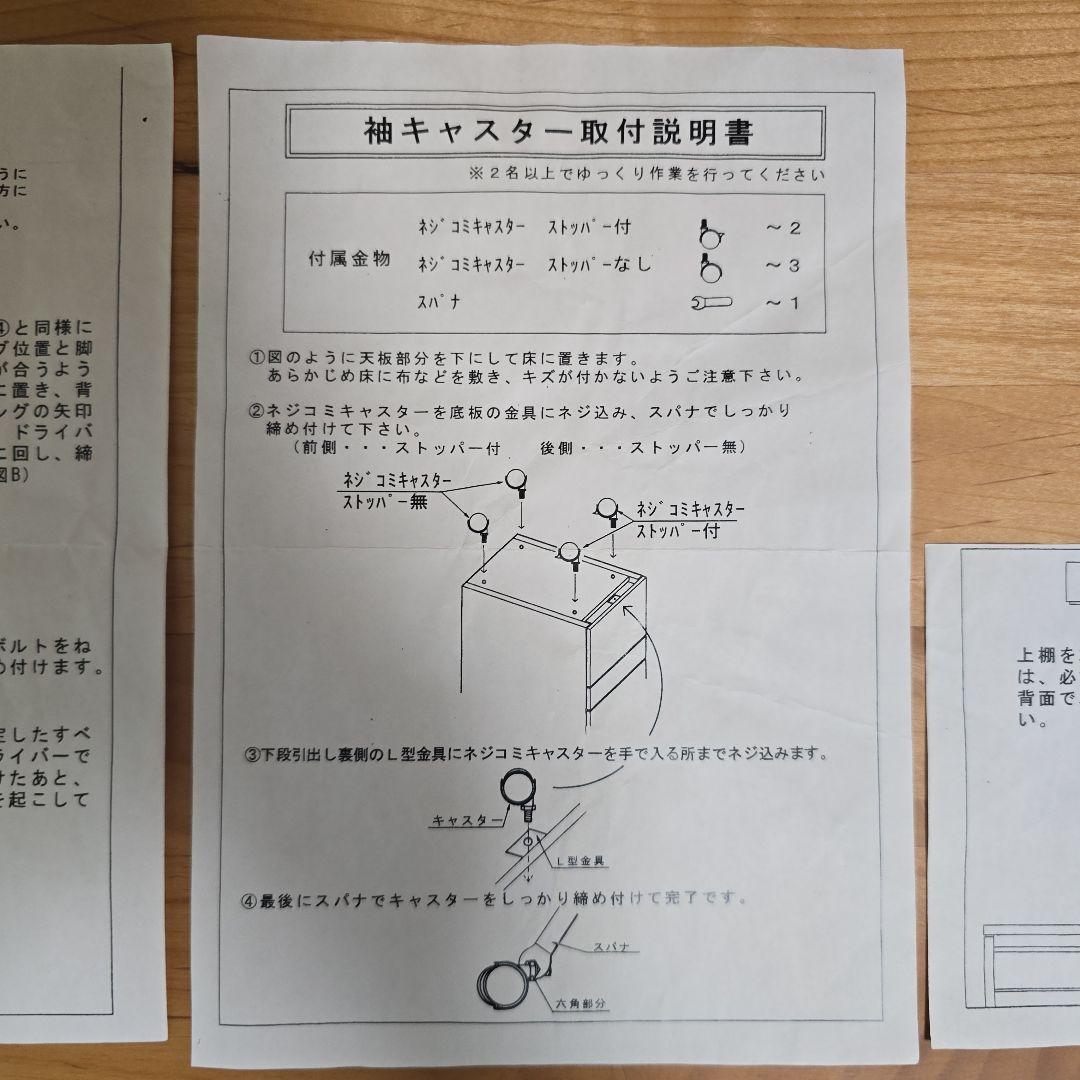 袖キャスター取付説明書
※２名以上でゆっくり作業を行ってください
付属金物
ﾈｼﾞｺﾐｷｬｽﾀｰ ｽﾄｯﾊﾟｰ付 ～２
ﾈｼﾞｺﾐｷｬｽﾀｰ ｽﾄｯﾊﾟｰなし ～３
ｽﾊﾟﾅ ～１
①図のように天板部分を下にして床に置きます。
あらかじめ床に布などを敷き、キズが付かないようご注意下さい。
②ネジコミキャスターを底板の金具にネジ込み、スパナでしっかり
締め付けて下さい。
（前側・・・ストッパー付 後側・・・ストッパー無）
ﾈｼﾞｺﾐｷｬｽﾀｰ
ｽﾄｯﾊﾟｰ無
ﾈｼﾞｺﾐｷｬｽﾀｰ
ｽﾄｯﾊﾟｰ付
③下段引出し裏側のＬ型金具にネジコミキャスターを手で入る所までネジ込みます。
キャスター
Ｌ型金具
④最後にスパナでキャスターをしっかり締め付けて完了です。
スパナ
六角部分
うに
方に
い。
④と同様に
グ位置と脚
が合うよう
に置き、背
ングの矢印
、ドライバ
に回し、締
図B)
ボルトをね
め付けます。
定したすべ
ライバーで
けたあと、
を起こして
上棚を
は、必
背面で
い。